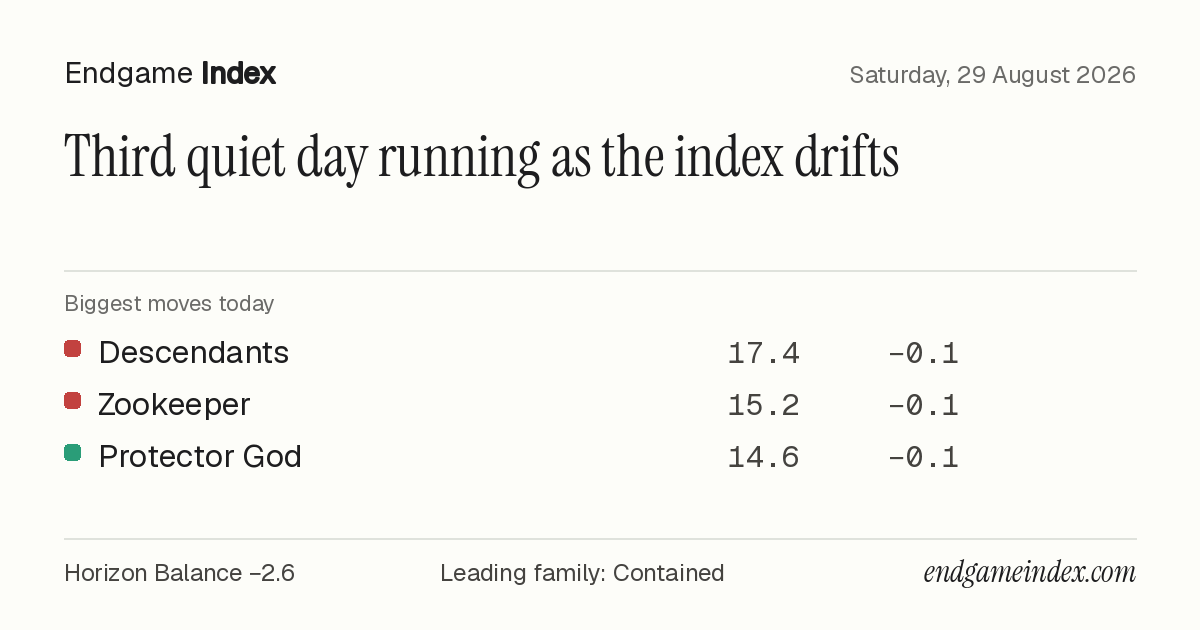 Endgame Index
Saturday, 29 August 2026
Third quiet day running as the index drifts
Biggest moves today
Descendants 17.4 −0.1
Zookeeper 15.2 −0.1
Protector God 14.6 −0.1
Horizon Balance −2.6 Leading family: Contained endgameindex.com